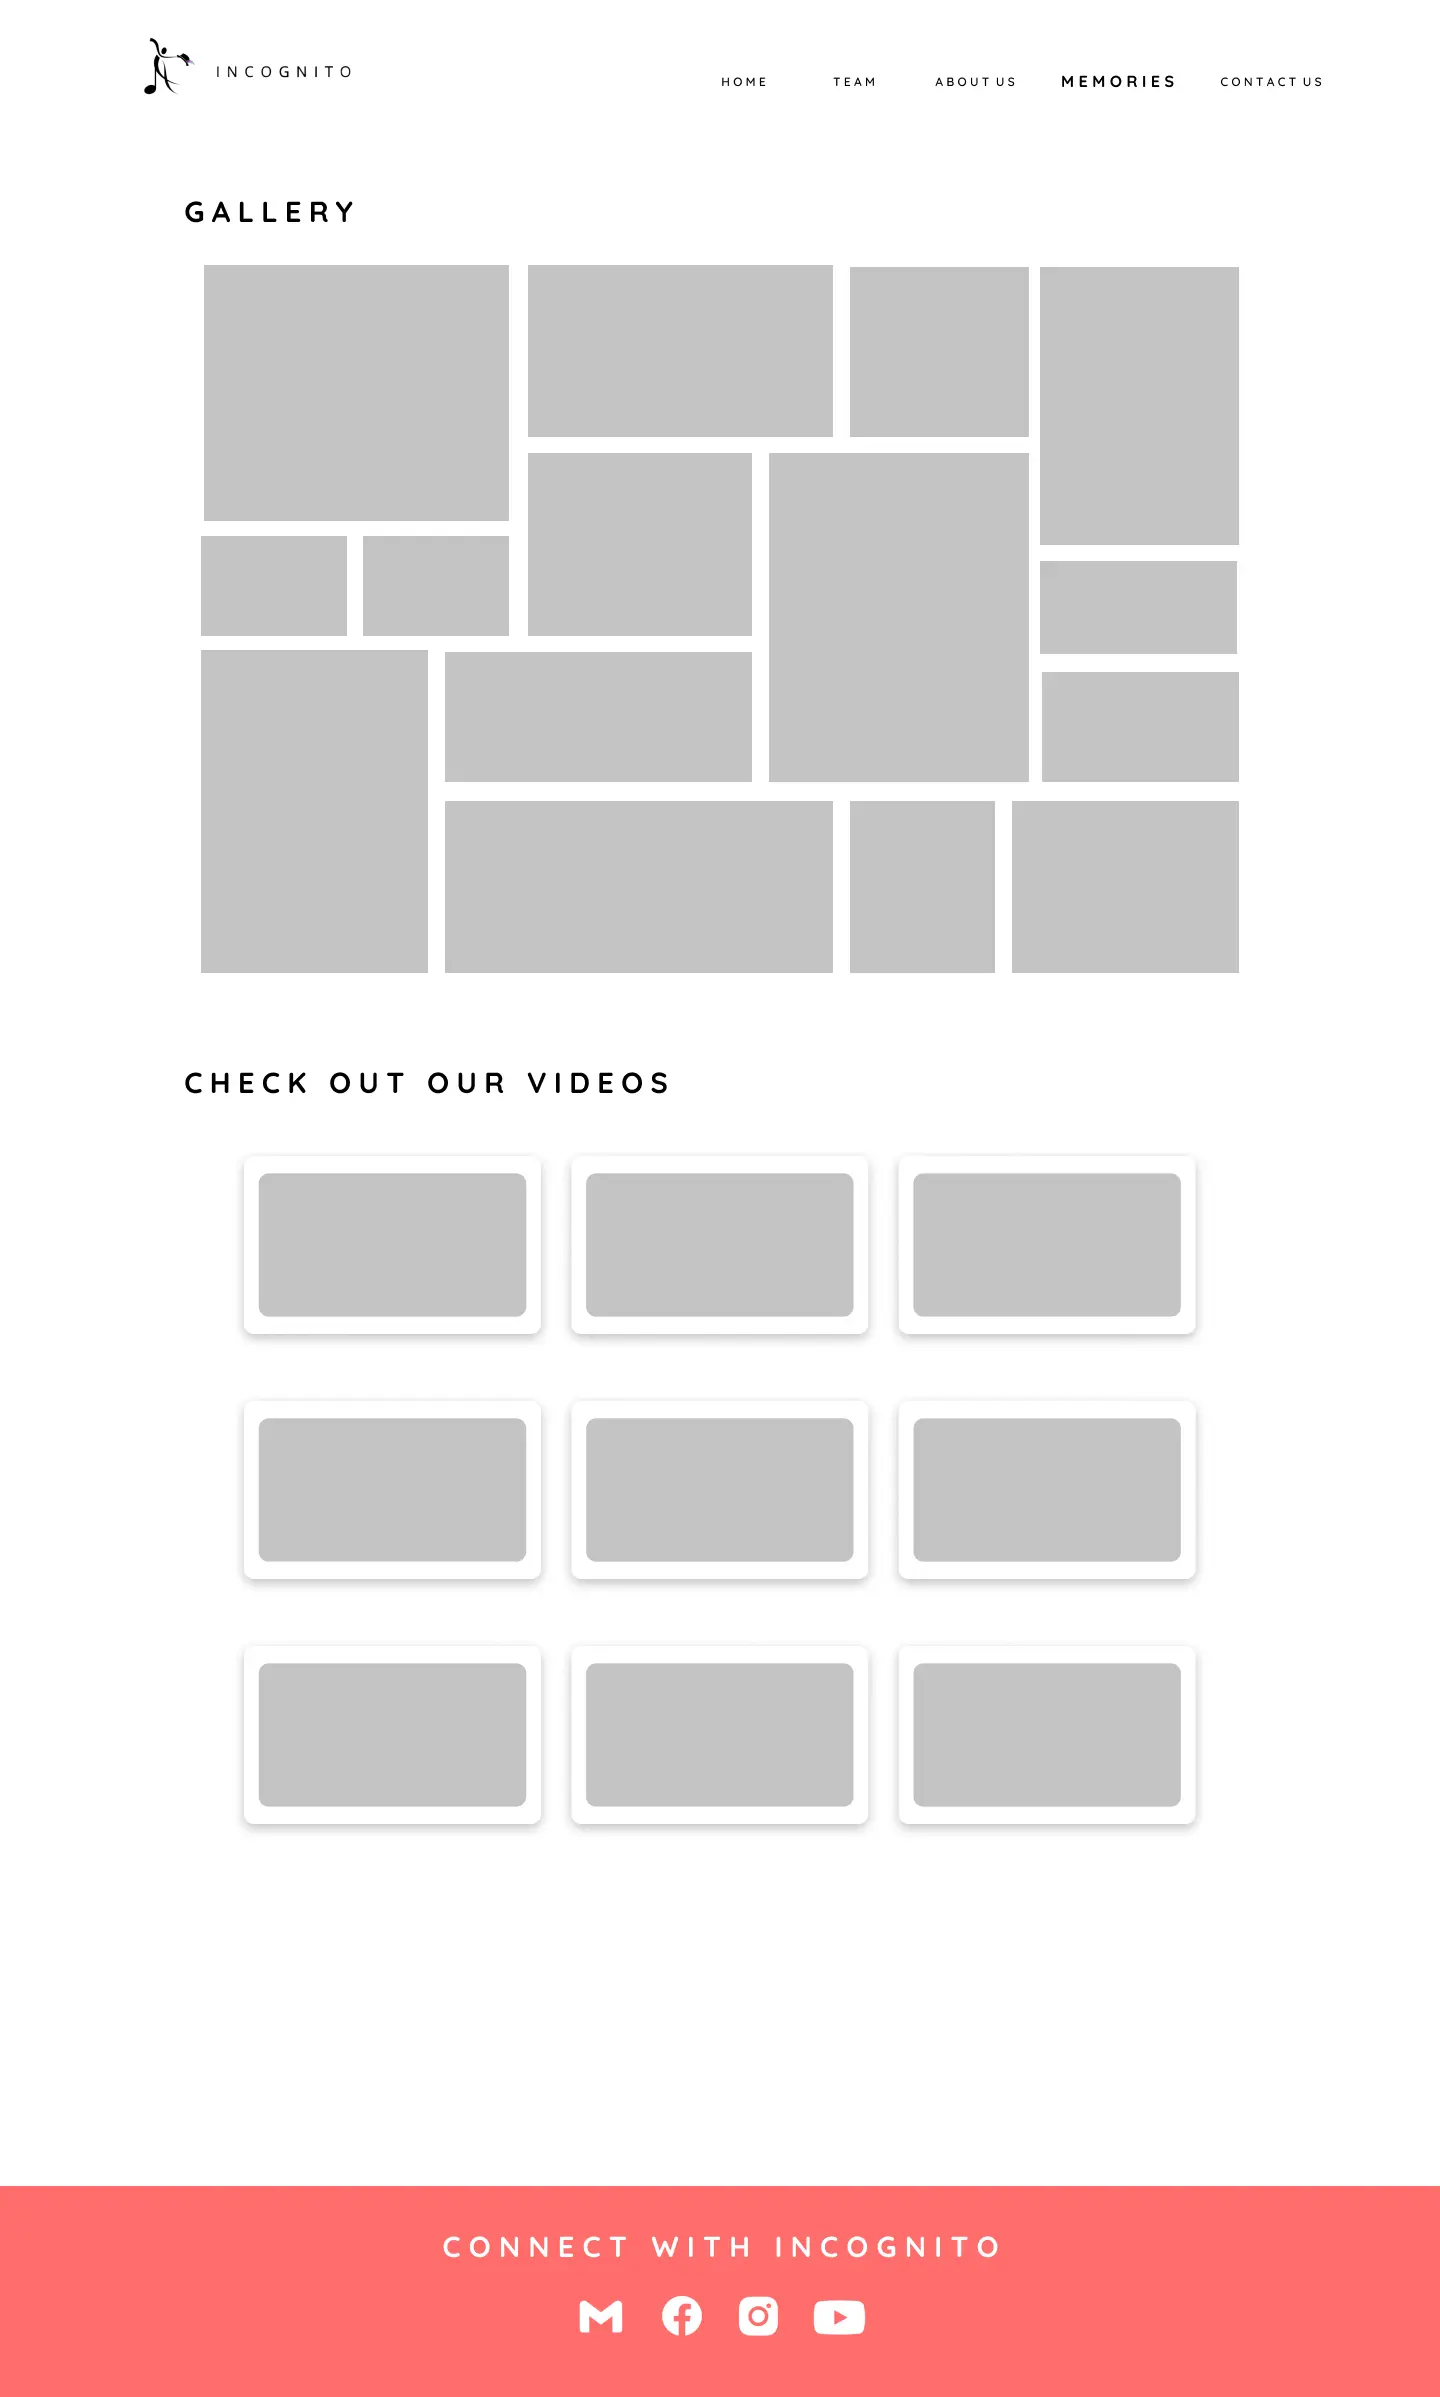 INCOGNITO
HOME TEAM ABOUT US MEMORIES CONTACT US
GALLERY
CHECK OUT OUR VIDEOS
CONNECT WITH INCOGNITO